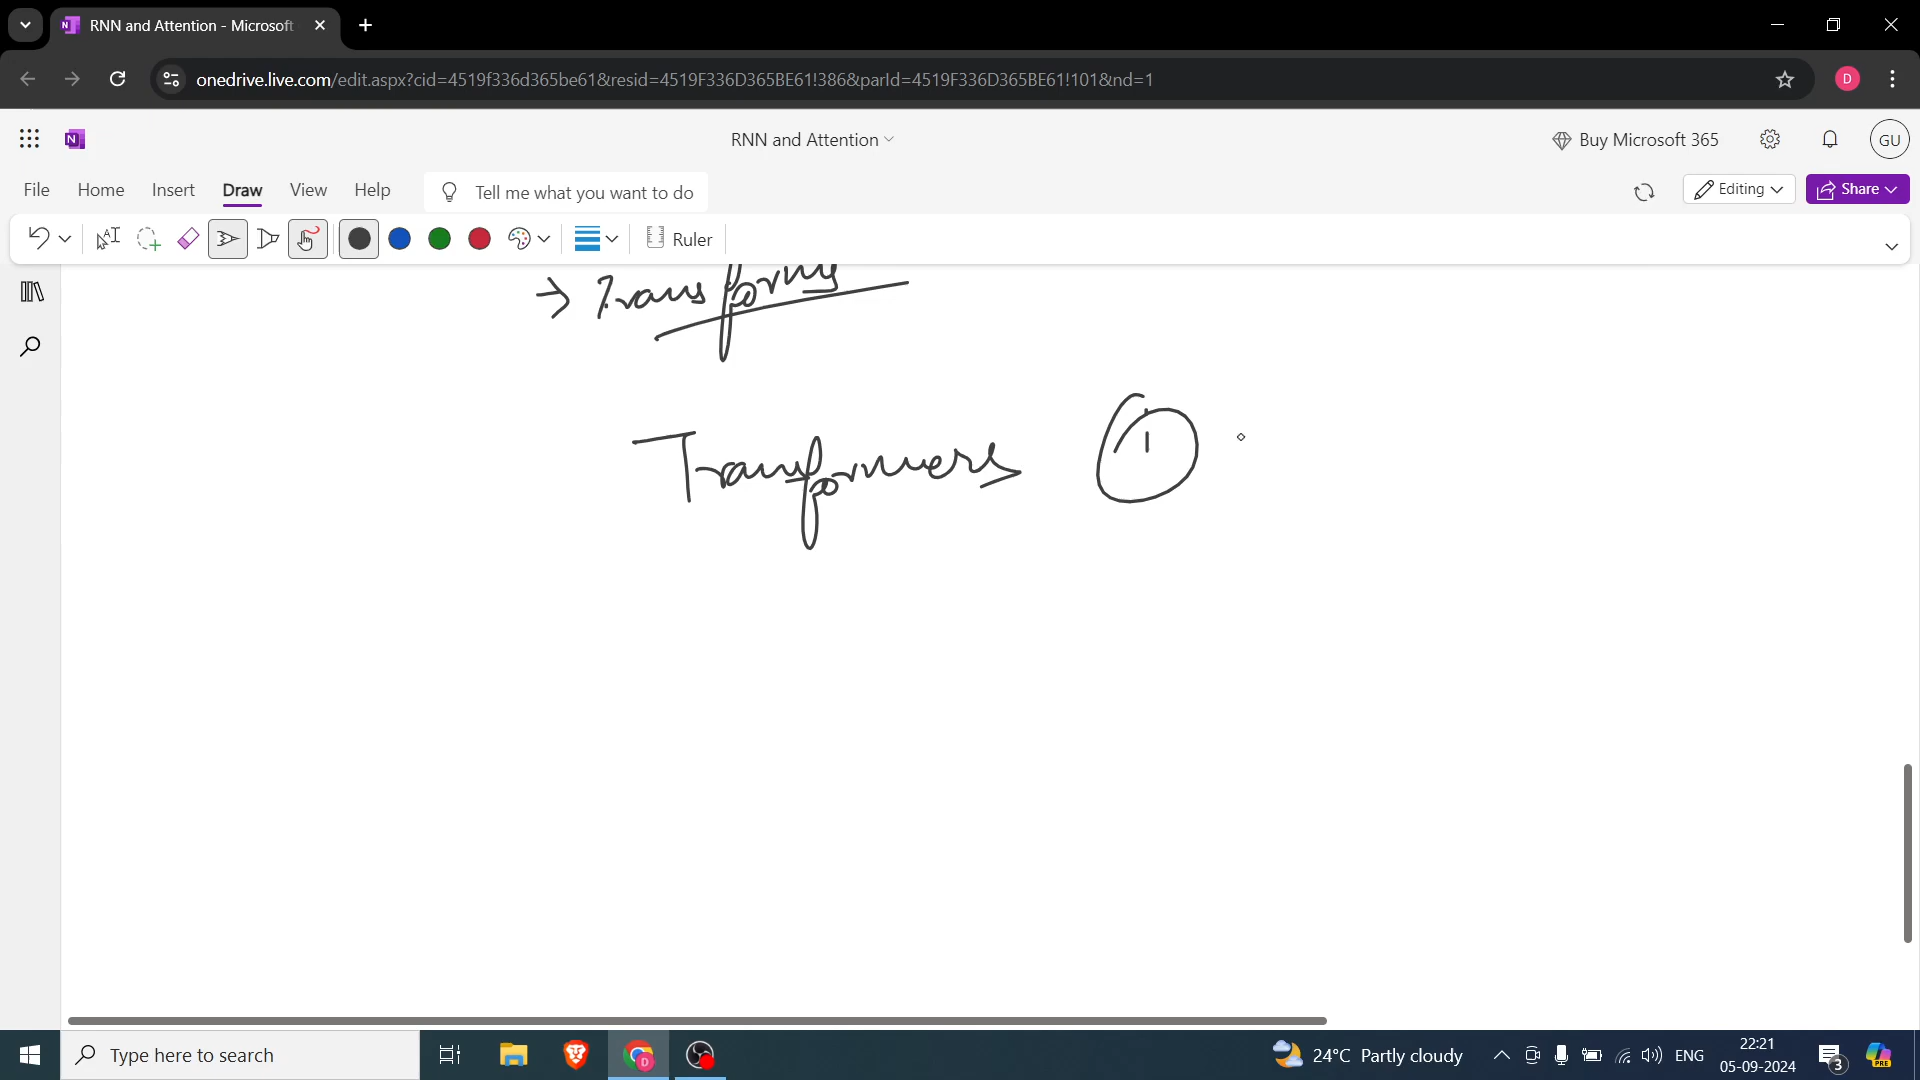 RNN and Attention - Microsoft
onedrive.live.com/edit.aspx?cid=4519f336d365be61&resid=4519F336D365BE61!386&parId=4519F336D365BE61!101&nd=1
D
N
RNN and Attention
Buy Microsoft 365
GU
File Home Insert Draw View Help
Tell me what you want to do
Editing
Share
Ruler
→ Transforms
Transformers ①
Type here to search
24°C Partly cloudy
ENG
22:21
05-09-2024
3
PRE